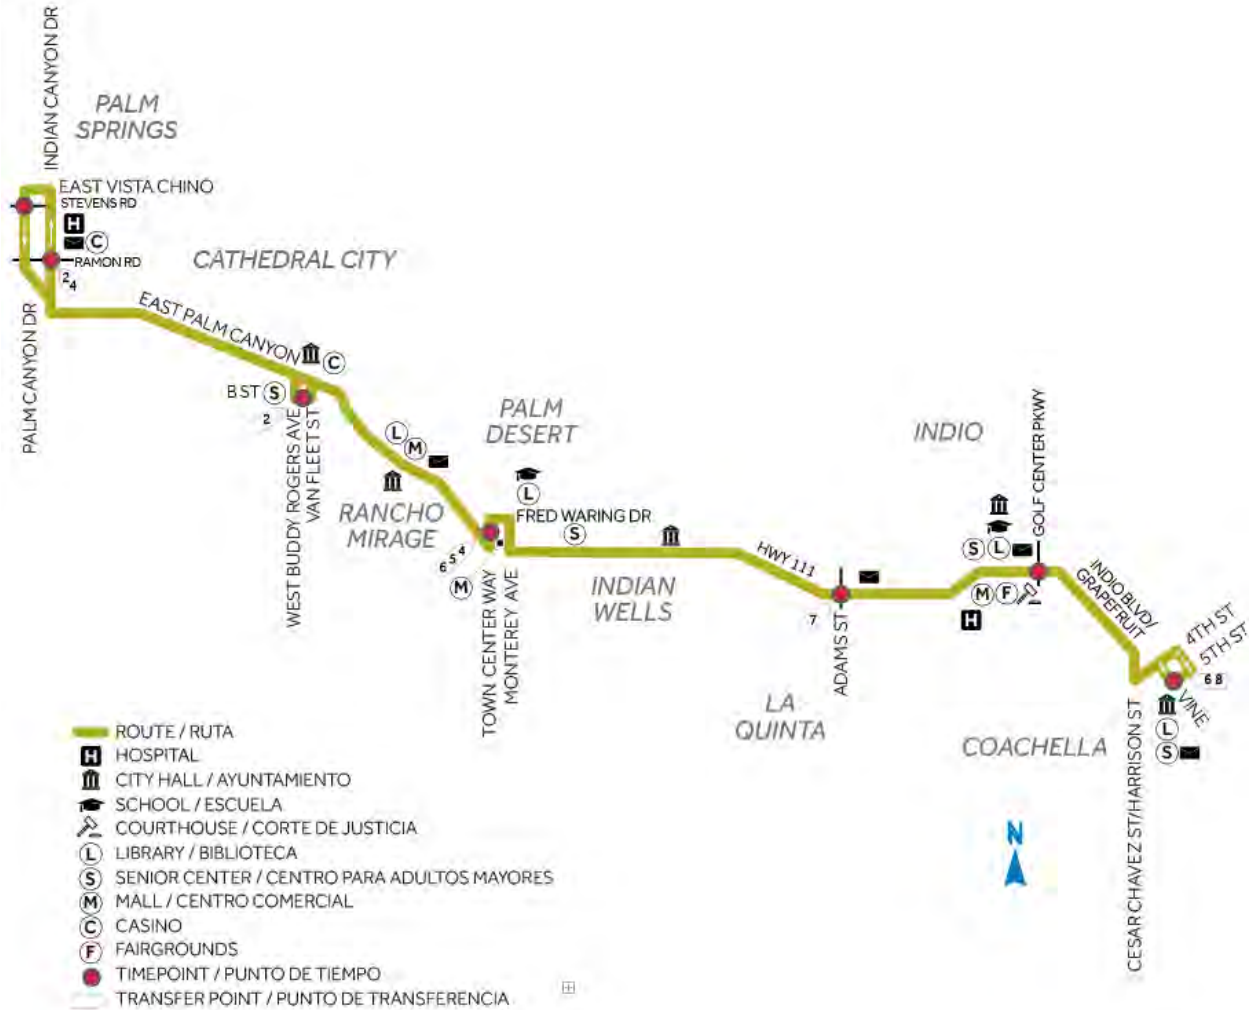 INDIAN CANYON DR
PALM
SPRINGS
EAST VISTA CHINO
STEVENS RD
H
C
RAMON RD
2
4
CATHEDRAL CITY
PALM CANYON DR
EAST PALM CANYON
C
B ST
S
2
WEST BUDDY ROGERS AVE
VAN FLEET ST
L
M
RANCHO
MIRAGE
PALM
DESERT
L
FRED WARING DR
S
6 5 4
M
TOWN CENTER WAY
MONTEREY AVE
INDIAN
WELLS
HWY 111
7
ADAMS ST
LA
QUINTA
INDIO
GOLF CENTER PKWY
S L
M F
H
INDIO BLVD/
GRAPEFRUIT
4TH ST
5TH ST
6 8
VINE
L
S
COACHELLA
CESAR CHAVEZ ST/HARRISON ST
N
ROUTE / RUTA
H HOSPITAL
CITY HALL / AYUNTAMIENTO
SCHOOL / ESCUELA
COURTHOUSE / CORTE DE JUSTICIA
L LIBRARY / BIBLIOTECA
S SENIOR CENTER / CENTRO PARA ADULTOS MAYORES
M MALL / CENTRO COMERCIAL
C CASINO
F FAIRGROUNDS
TIMEPOINT / PUNTO DE TIEMPO
TRANSFER POINT / PUNTO DE TRANSFERENCIA